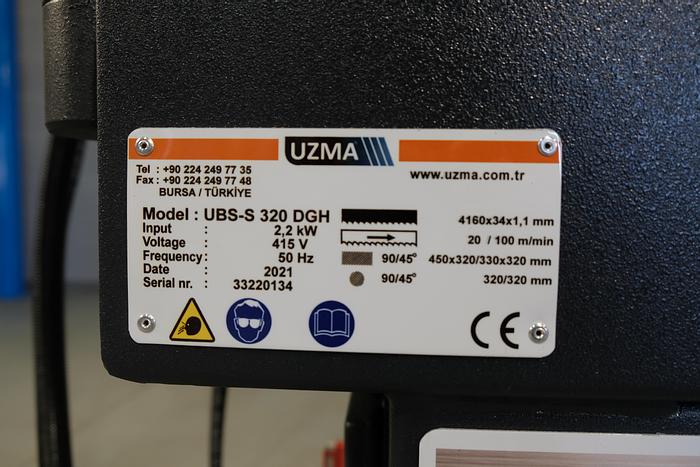 UZMA
Tel : +90 224 249 77 35
Fax : +90 224 249 77 48
BURSA / TÜRKİYE
www.uzma.com.tr
Model : UBS-S 320 DGH
Input : 2,2 kW
Voltage : 415 V
Frequency : 50 Hz
Date : 2021
Serial nr. : 33220134
4160x34x1,1 mm
20 / 100 m/min
90/45° 450x320/330x320 mm
90/45° 320/320 mm
CE